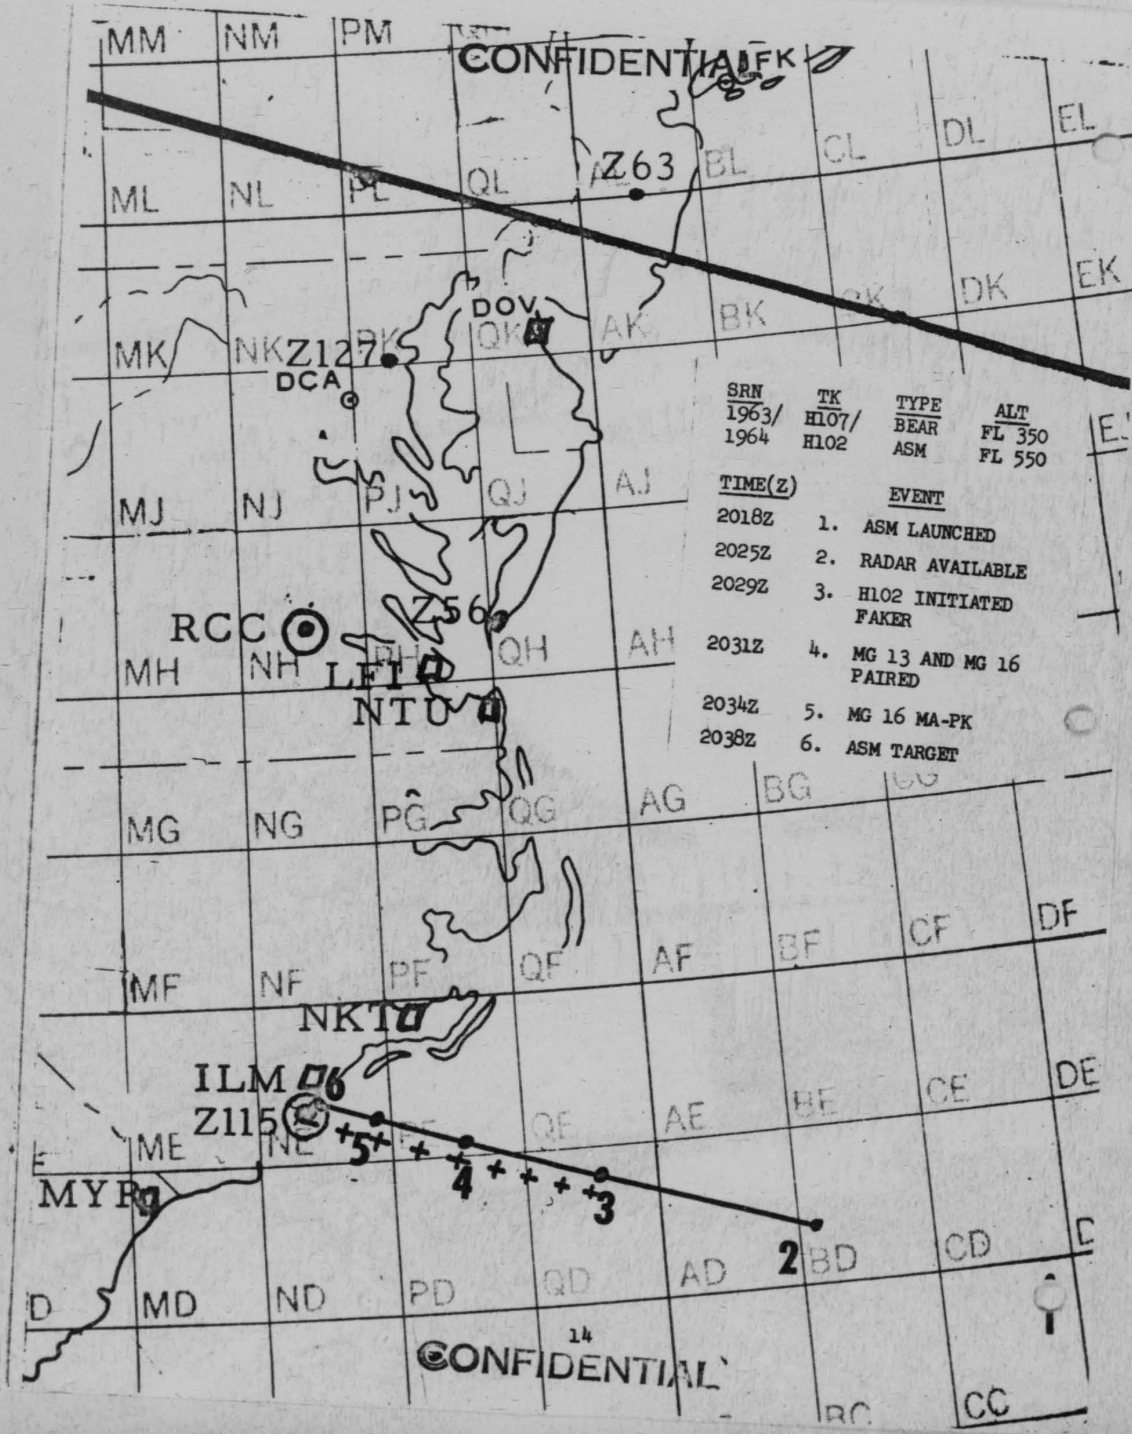 MM NM PM
CONFIDENTIAL JFK
ML NL PL QL Z63 BL CL DL EL
DOV
MK NK Z127 PK QK AK BK CK DK EK
DCA
SRN TK TYPE ALT
1963/ H107/ BEAR FL 350
1964 H102 ASM FL 550
TIME(Z) EVENT
2018Z 1. ASM LAUNCHED
2025Z 2. RADAR AVAILABLE
2029Z 3. H102 INITIATED
FAKER
2031Z 4. MG 13 AND MG 16
PAIRED
2034Z 5. MG 16 MA-PK
2038Z 6. ASM TARGET
MJ NJ PJ QJ AJ
RCC Z56
MH NH PH QH AH
LFI
NTU
MG NG PG QG AG BG CG
MF NF PF QF AF BF CF DF
NKT
ILM 6
Z115
ME NE PE QE AE BE CE DE
5 4 3 2
MYR
D MD ND PD QD AD BD CD D
14
CONFIDENTIAL
BC CC